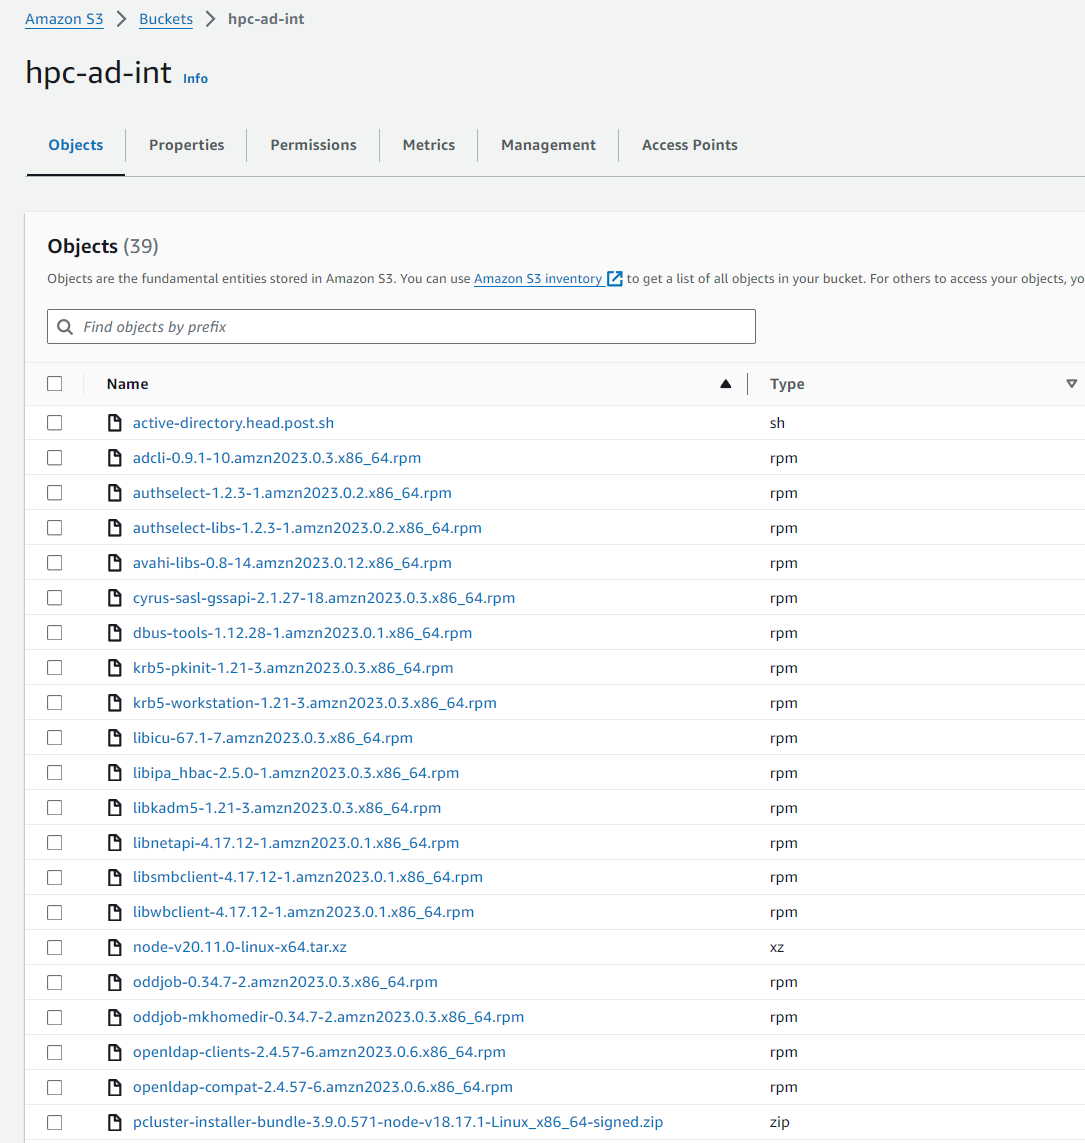 Amazon S3 > Buckets > hpc-ad-int
hpc-ad-int Info
Objects Properties Permissions Metrics Management Access Points
Objects (39)
Objects are the fundamental entities stored in Amazon S3. You can use Amazon S3 inventory to get a list of all objects in your bucket. For others to access your objects, yo
Find objects by prefix
Name Type
active-directory.head.post.sh sh
adcli-0.9.1-10.amzn2023.0.3.x86_64.rpm rpm
authselect-1.2.3-1.amzn2023.0.2.x86_64.rpm rpm
authselect-libs-1.2.3-1.amzn2023.0.2.x86_64.rpm rpm
avahi-libs-0.8-14.amzn2023.0.12.x86_64.rpm rpm
cyrus-sasl-gssapi-2.1.27-18.amzn2023.0.3.x86_64.rpm rpm
dbus-tools-1.12.28-1.amzn2023.0.1.x86_64.rpm rpm
krb5-pkinit-1.21-3.amzn2023.0.3.x86_64.rpm rpm
krb5-workstation-1.21-3.amzn2023.0.3.x86_64.rpm rpm
libicu-67.1-7.amzn2023.0.3.x86_64.rpm rpm
libipa_hbac-2.5.0-1.amzn2023.0.3.x86_64.rpm rpm
libkadm5-1.21-3.amzn2023.0.3.x86_64.rpm rpm
libnetapi-4.17.12-1.amzn2023.0.1.x86_64.rpm rpm
libsmbclient-4.17.12-1.amzn2023.0.1.x86_64.rpm rpm
libwbclient-4.17.12-1.amzn2023.0.1.x86_64.rpm rpm
node-v20.11.0-linux-x64.tar.xz xz
oddjob-0.34.7-2.amzn2023.0.3.x86_64.rpm rpm
oddjob-mkhomedir-0.34.7-2.amzn2023.0.3.x86_64.rpm rpm
openldap-clients-2.4.57-6.amzn2023.0.6.x86_64.rpm rpm
openldap-compat-2.4.57-6.amzn2023.0.6.x86_64.rpm rpm
pcluster-installer-bundle-3.9.0.571-node-v18.17.1-Linux_x86_64-signed.zip zip